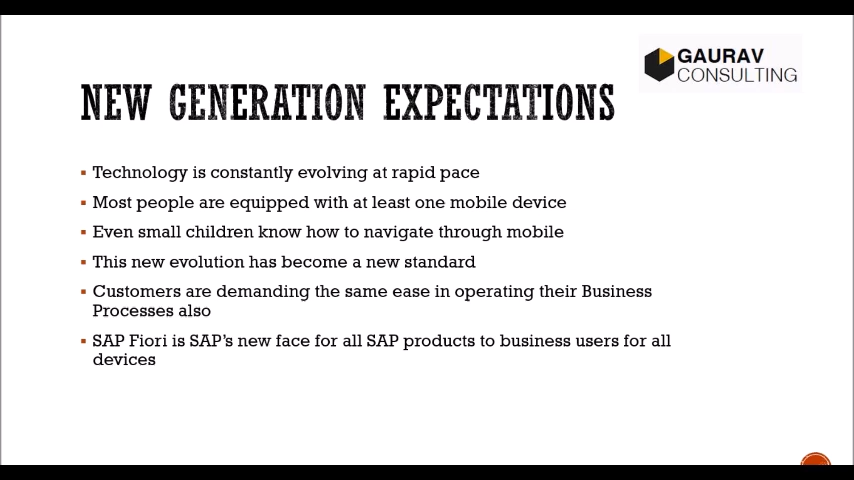 GAURAV
CONSULTING
NEW GENERATION EXPECTATIONS
▪ Technology is constantly evolving at rapid pace
▪ Most people are equipped with at least one mobile device
▪ Even small children know how to navigate through mobile
▪ This new evolution has become a new standard
▪ Customers are demanding the same ease in operating their Business
Processes also
▪ SAP Fiori is SAP's new face for all SAP products to business users for all
devices